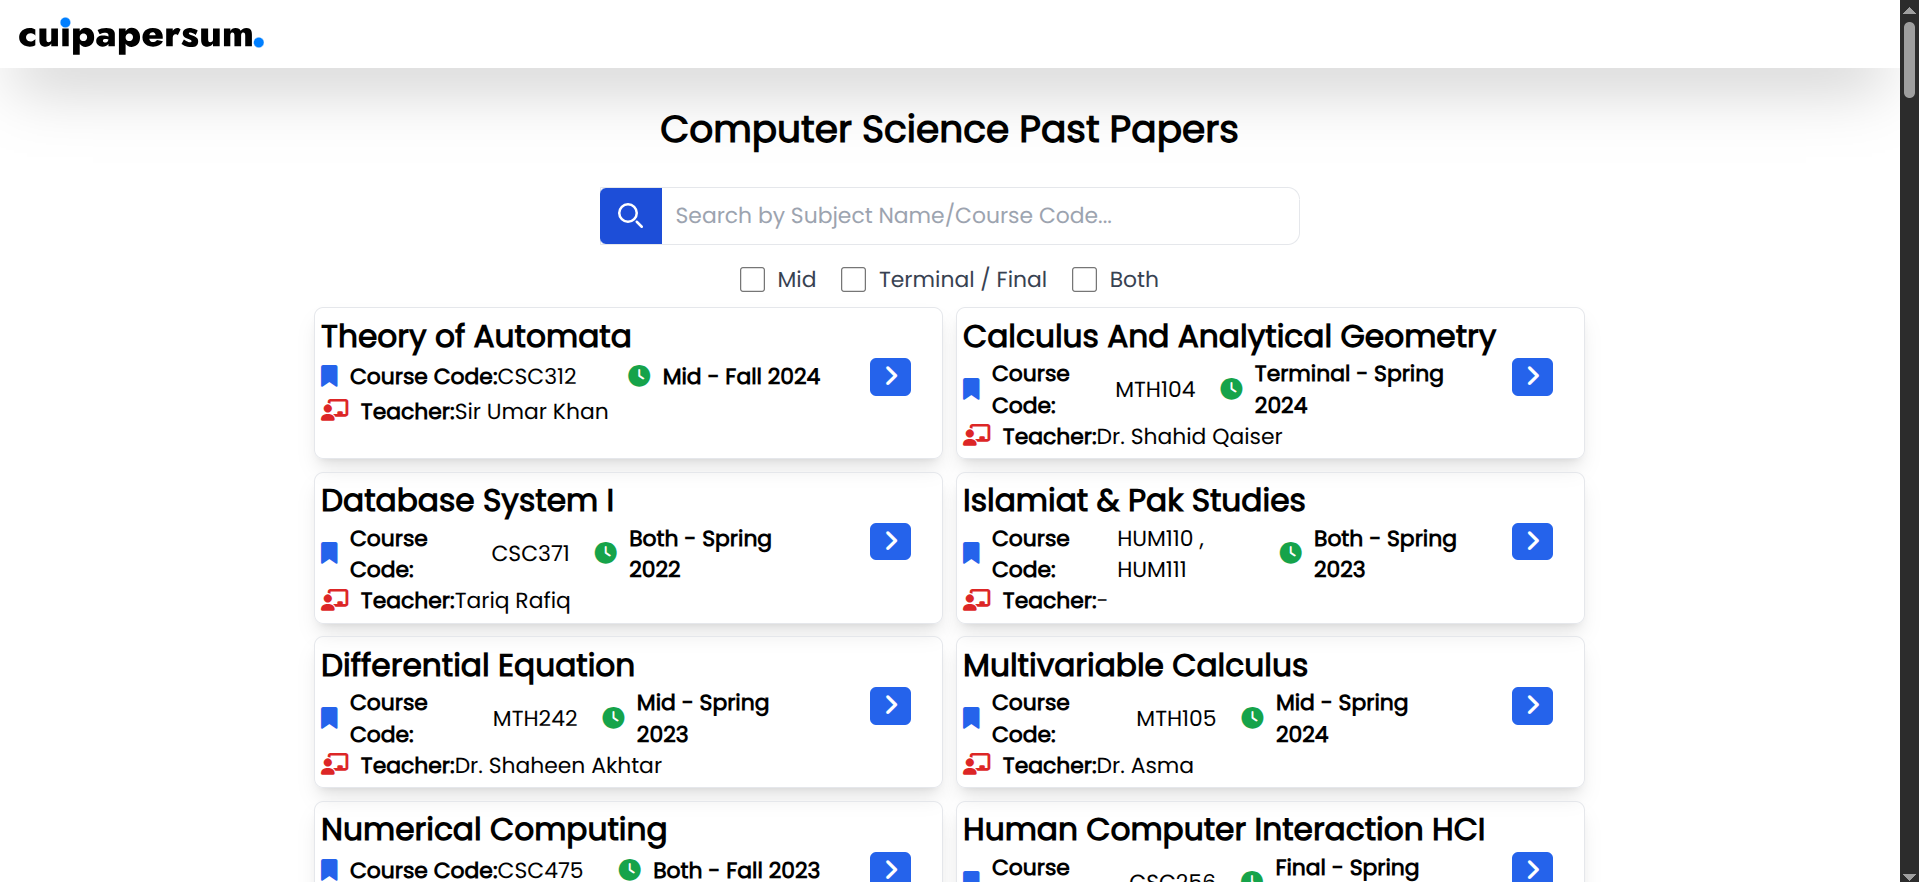 cuipapersum.
Computer Science Past Papers
Search by Subject Name/Course Code...
Mid
Terminal / Final
Both
Theory of Automata
Course Code:CSC312
Mid - Fall 2024
Teacher:Sir Umar Khan
Calculus And Analytical Geometry
Course
Code:
MTH104
Terminal - Spring
2024
Teacher:Dr. Shahid Qaiser
Database System I
Course
Code:
CSC371
Both - Spring
2022
Teacher:Tariq Rafiq
Islamiat & Pak Studies
Course
Code:
HUM110 ,
HUM111
Both - Spring
2023
Teacher:-
Differential Equation
Course
Code:
MTH242
Mid - Spring
2023
Teacher:Dr. Shaheen Akhtar
Multivariable Calculus
Course
Code:
MTH105
Mid - Spring
2024
Teacher:Dr. Asma
Numerical Computing
Course Code:CSC475
Both - Fall 2023
Human Computer Interaction HCI
Course
CSC256
Final - Spring